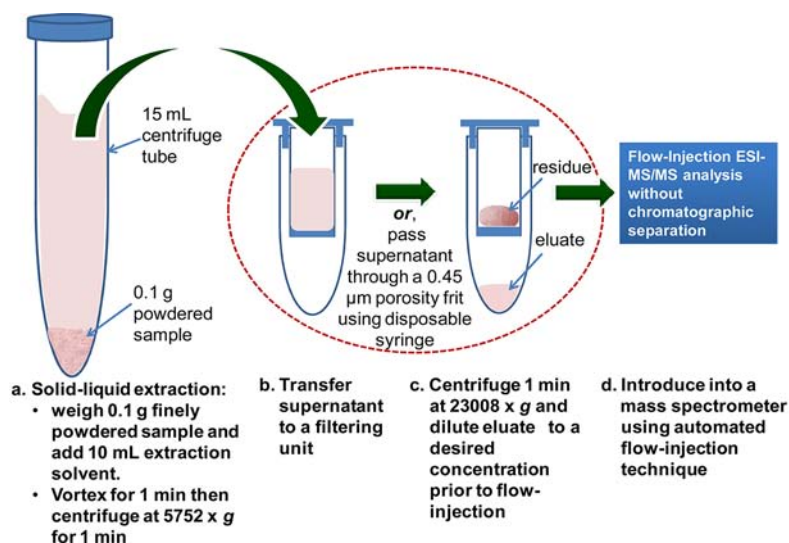 15 mL
centrifuge
tube
0.1 g
powdered
sample
or,
pass
supernatant
through a 0.45
µm porosity frit
using disposable
syringe
residue
eluate
Flow-Injection ESI-
MS/MS analysis
without
chromatographic
separation
a. Solid-liquid extraction:
• weigh 0.1 g finely
powdered sample and
add 10 mL extraction
solvent.
• Vortex for 1 min then
centrifuge at 5752 x g
for 1 min
b. Transfer
supernatant
to a filtering
unit
c. Centrifuge 1 min
at 23008 x g and
dilute eluate to a
desired
concentration
prior to flow-
injection
d. Introduce into a
mass spectrometer
using automated
flow-injection
technique